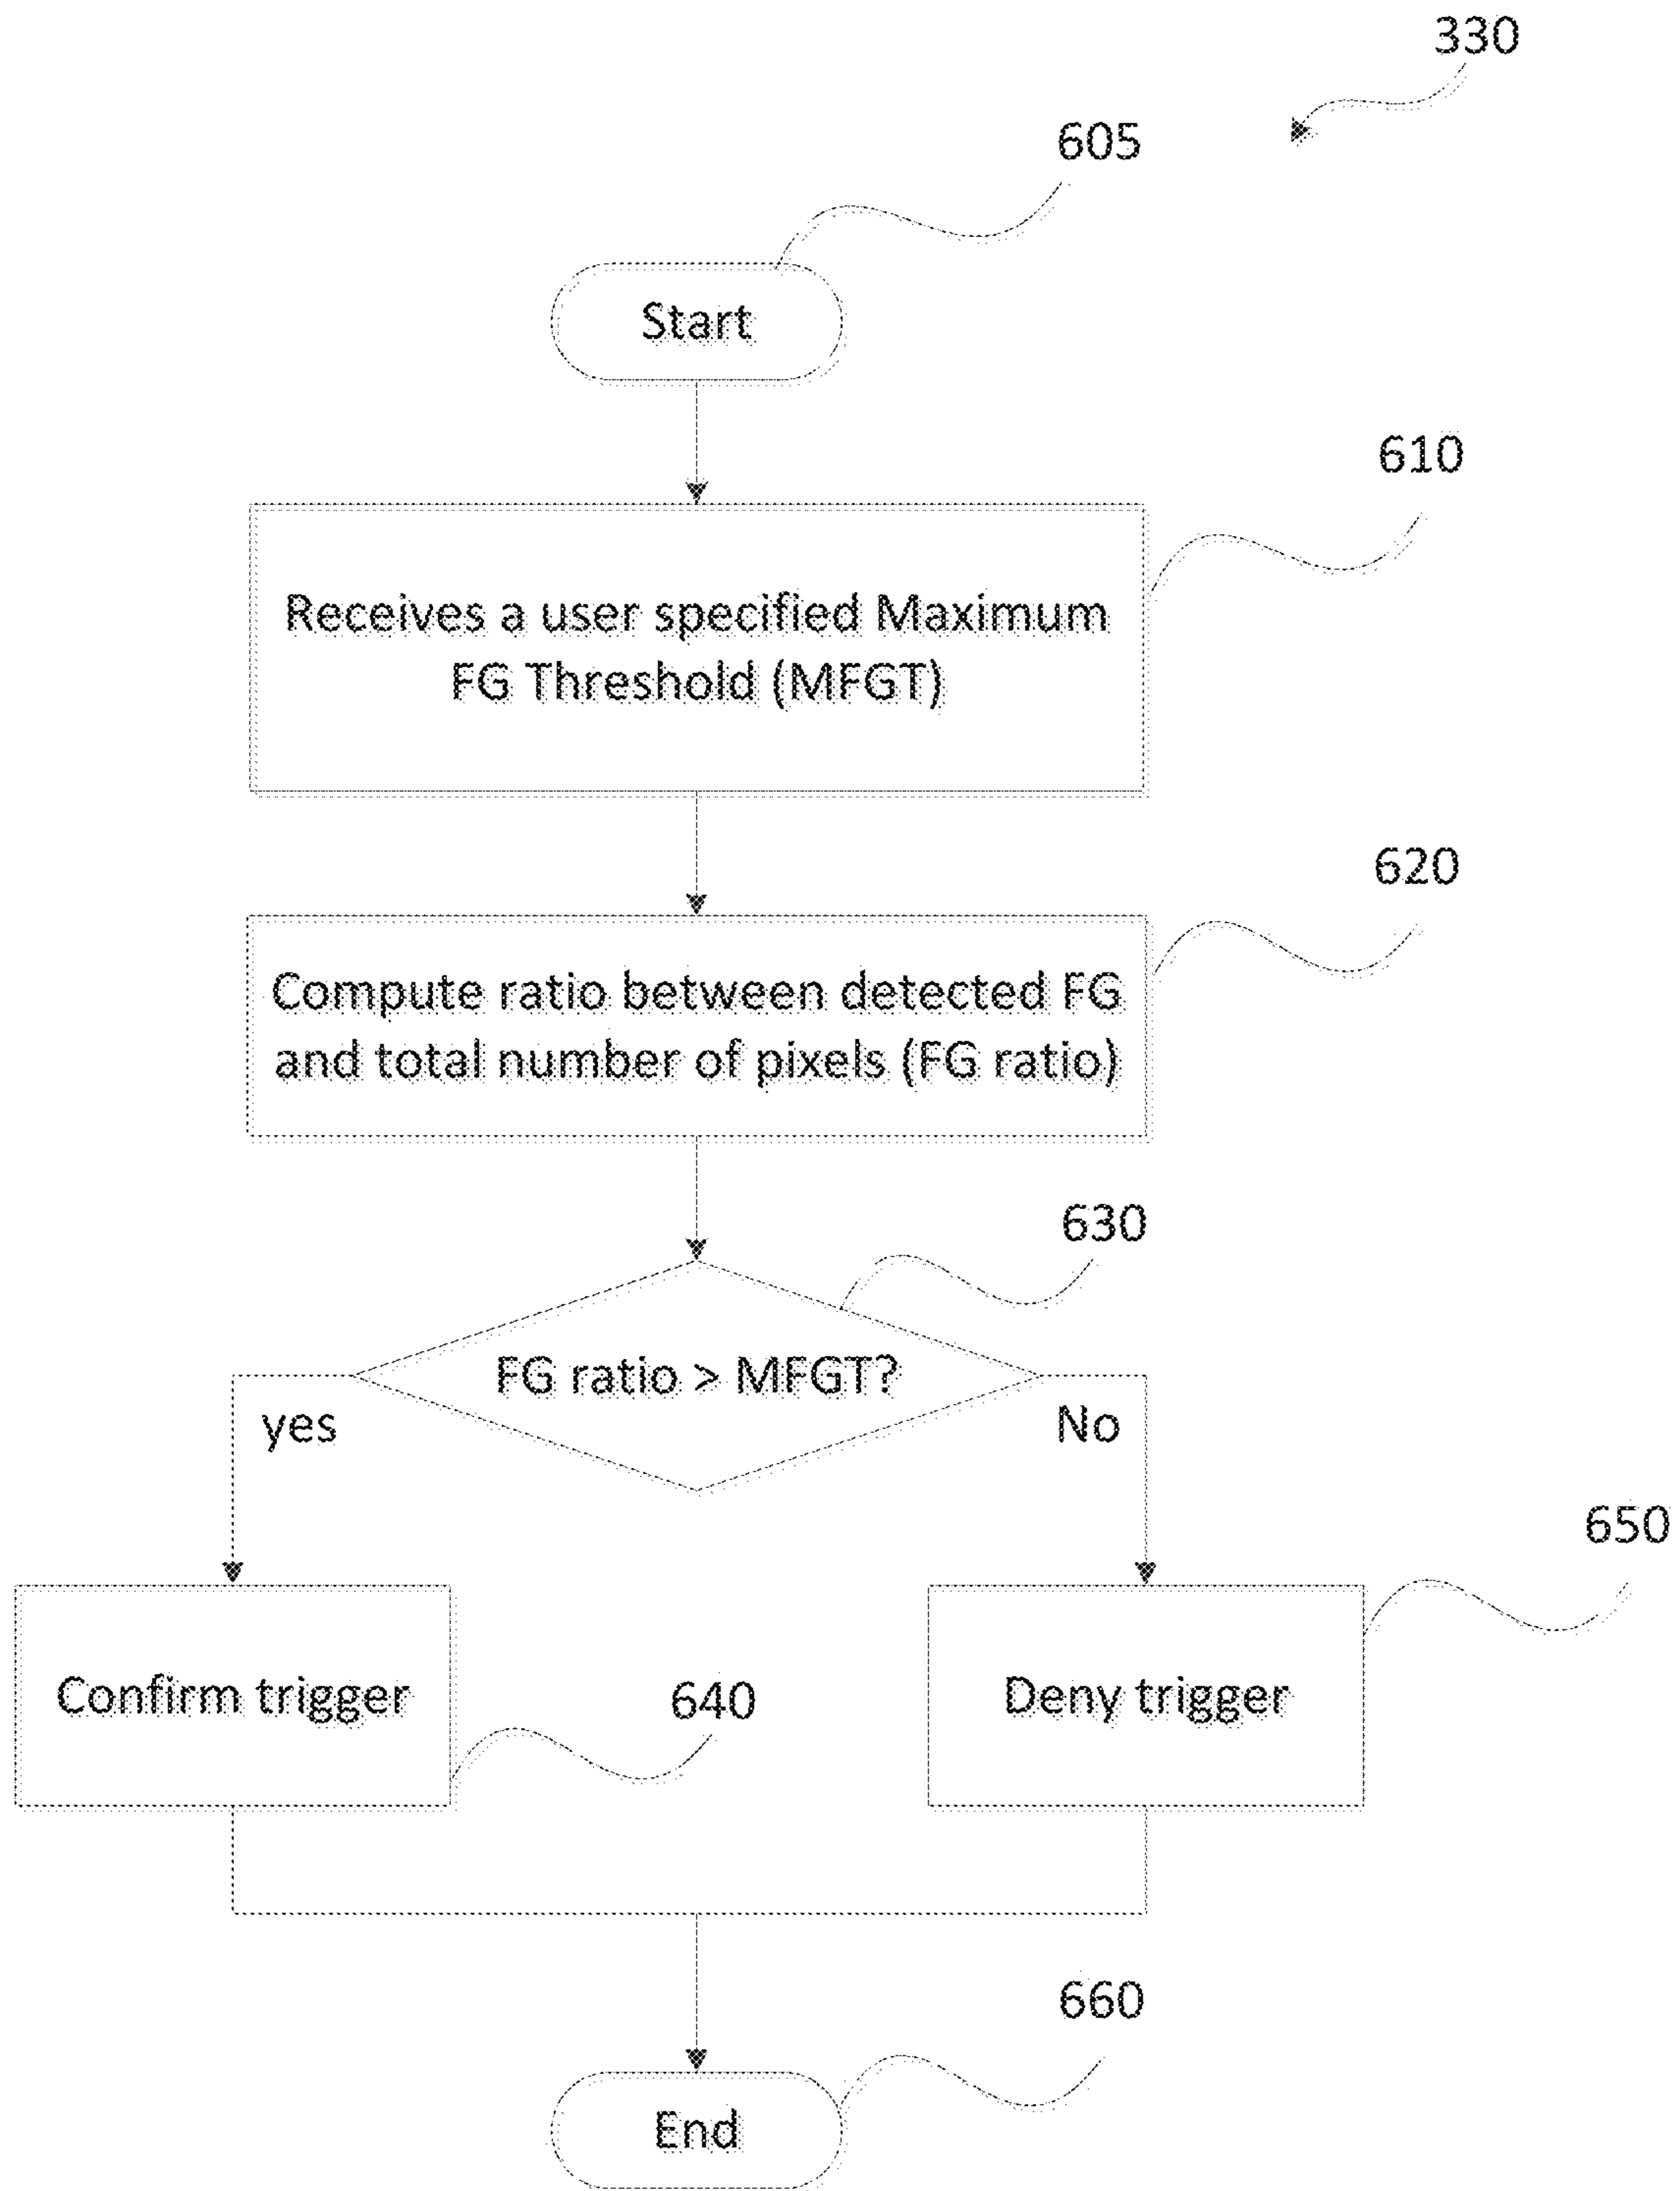 330
605
Start
610
Receives a user specified Maximum
FG Threshold (MFGT)
620
Compute ratio between detected FG
and total number of pixels (FG ratio)
630
FG ratio > MFGT?
yes
No
650
Confirm trigger
640
Deny trigger
660
End